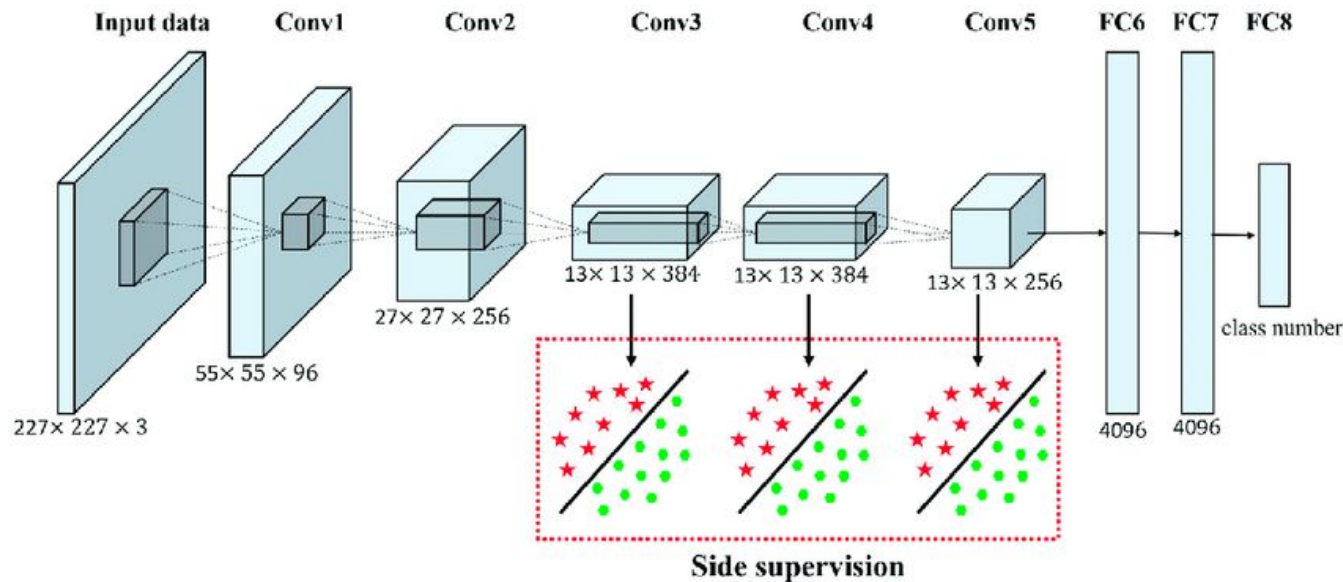 Input data
Conv1
Conv2
Conv3
Conv4
Conv5
FC6
FC7
FC8
13× 13 × 384
13× 13 × 384
13× 13 × 256
27× 27 × 256
class number
55× 55 × 96
227× 227 × 3
4096
4096
Side supervision